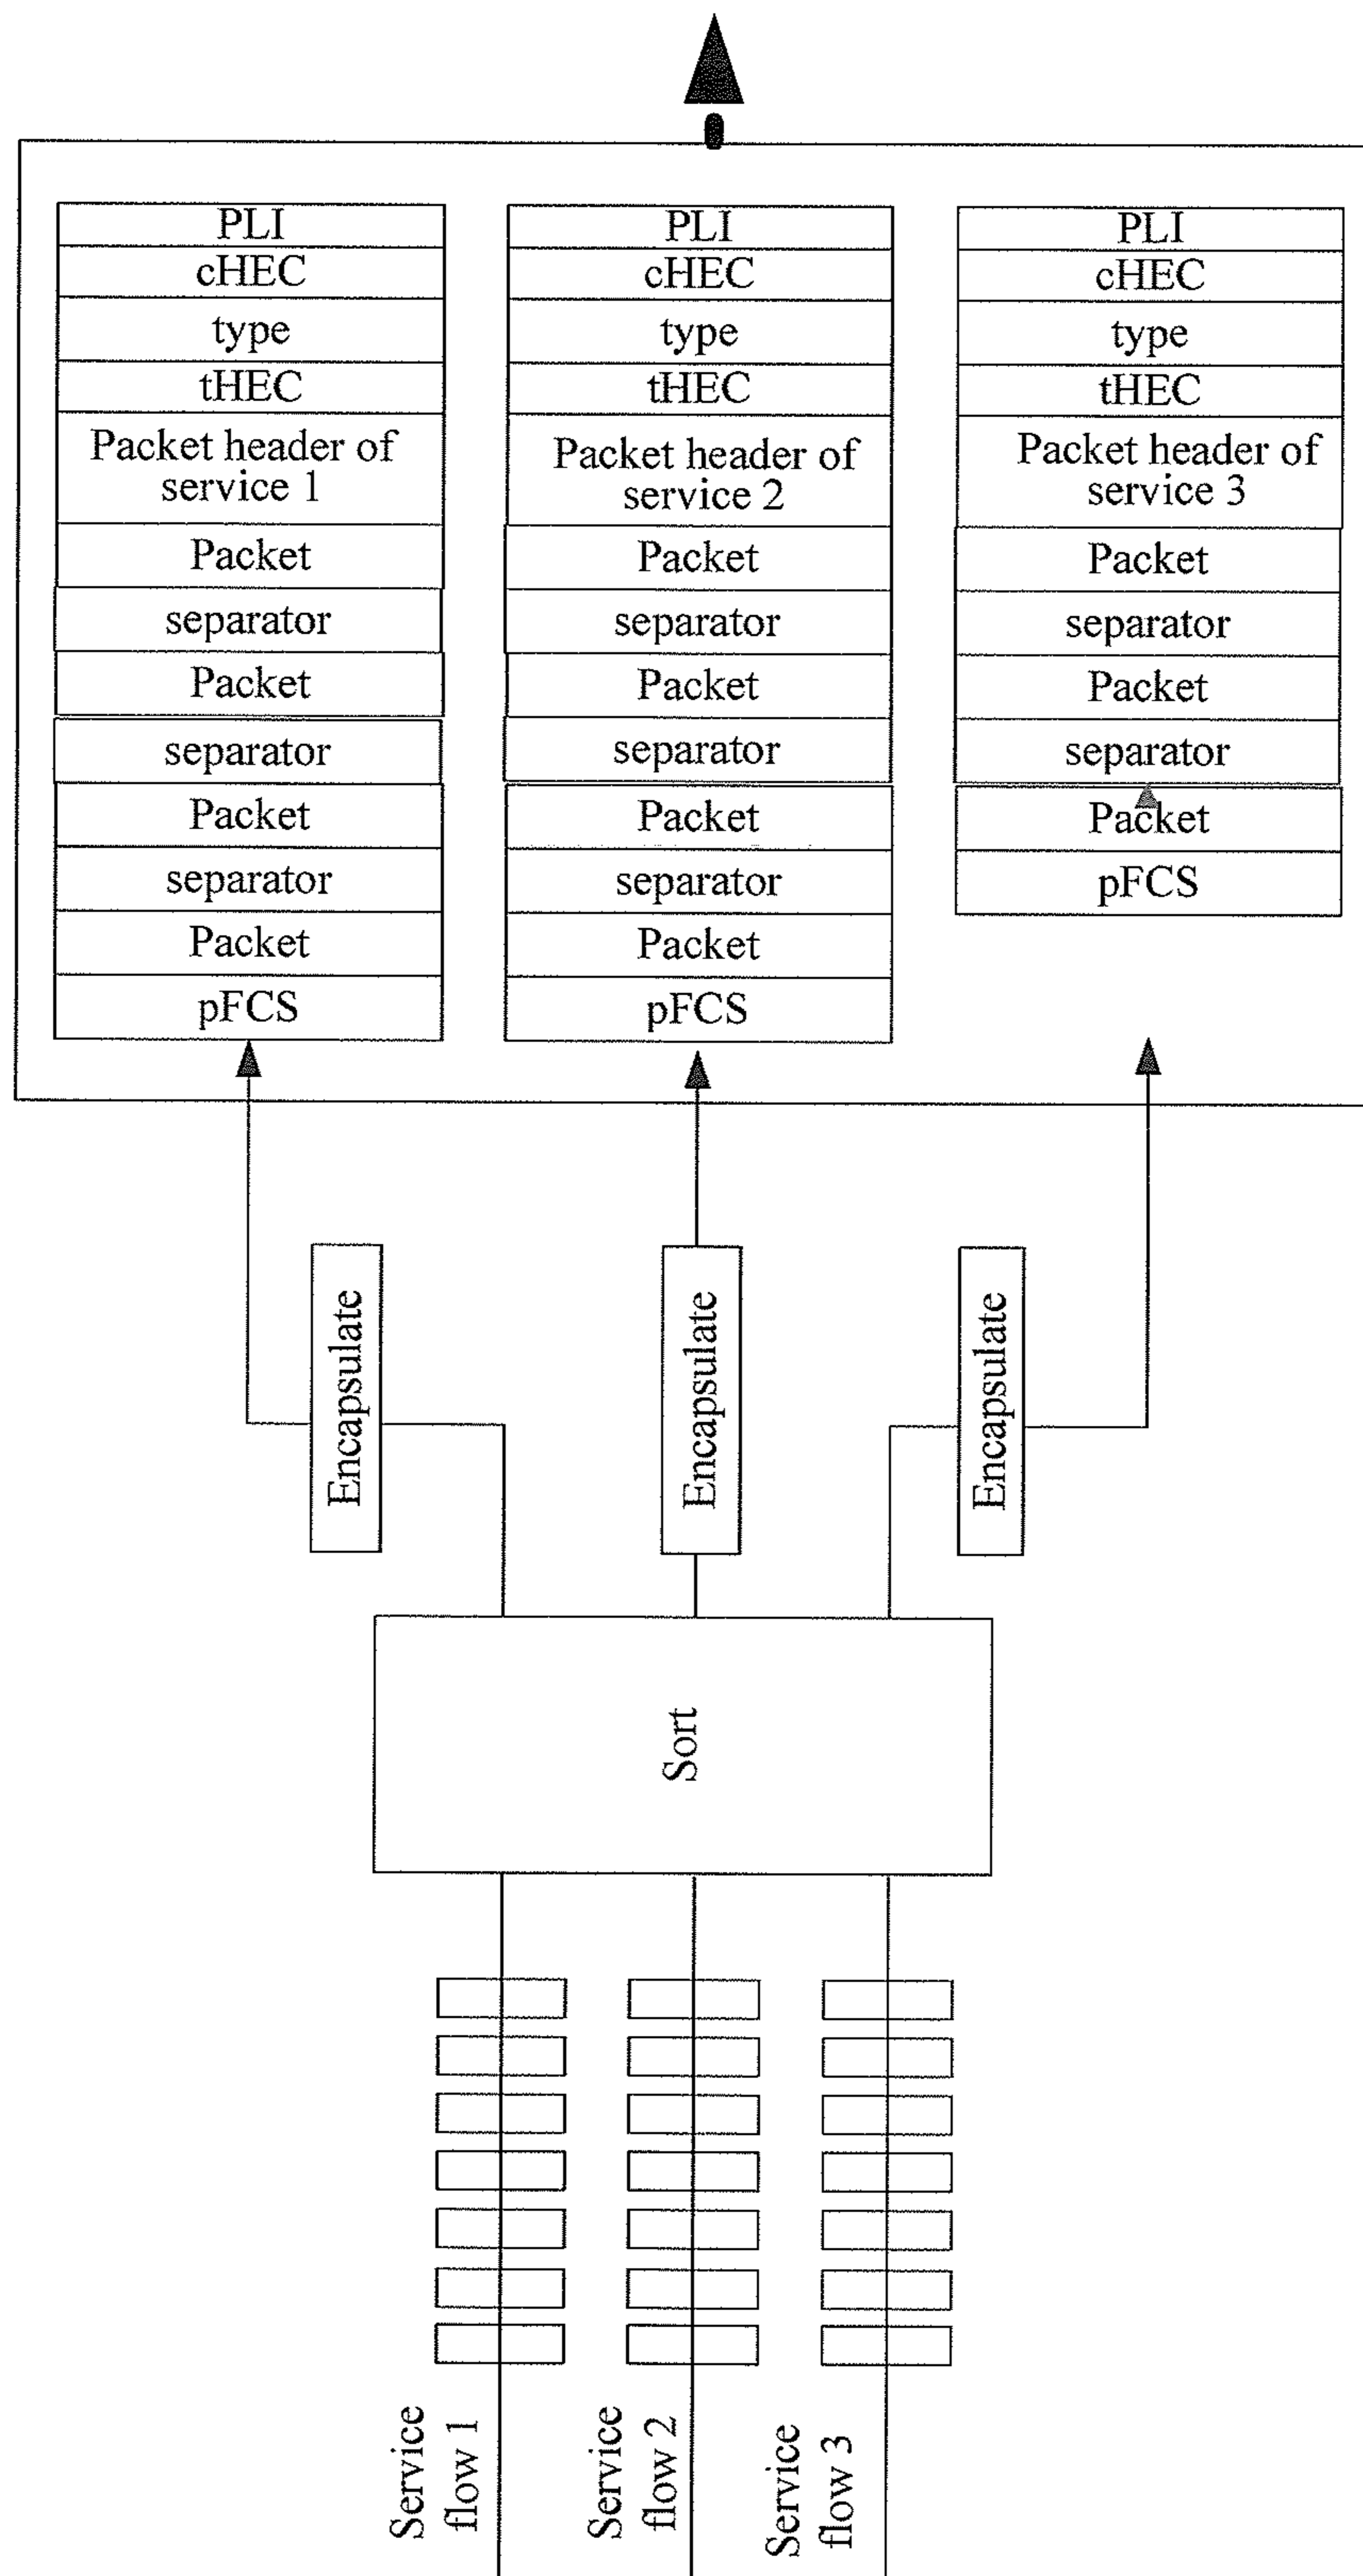 PLI
cHEC
type
tHEC
Packet header of
service 1
Packet
separator
Packet
separator
Packet
separator
Packet
pFCS
PLI
cHEC
type
tHEC
Packet header of
service 2
Packet
separator
Packet
separator
Packet
separator
Packet
pFCS
PLI
cHEC
type
tHEC
Packet header of
service 3
Packet
separator
Packet
separator
Packet
pFCS
Encapsulate
Encapsulate
Encapsulate
Sort
Service
flow 1
Service
flow 2
Service
flow 3